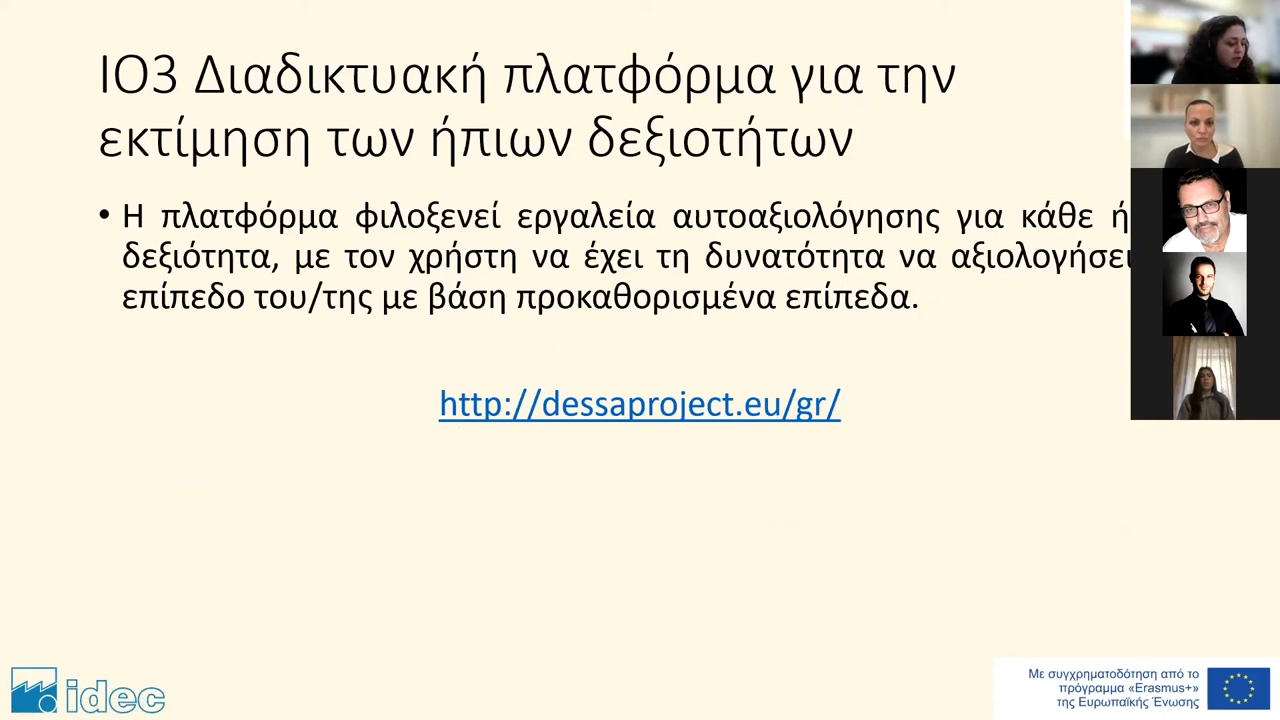 IO3 Διαδικτυακή πλατφόρμα για την
εκτίμηση των ήπιων δεξιοτήτων
• Η πλατφόρμα φιλοξενεί εργαλεία αυτοαξιολόγησης για κάθε
δεξιότητα, με τον χρήστη να έχει τη δυνατότητα να αξιολογήσει
επίπεδο του/της με βάση προκαθορισμένα επίπεδα.
http://dessaproject.eu/gr/
idec
Με συγχρηματοδότηση από το
πρόγραμμα «Erasmus+»
της Ευρωπαϊκής Ένωσης